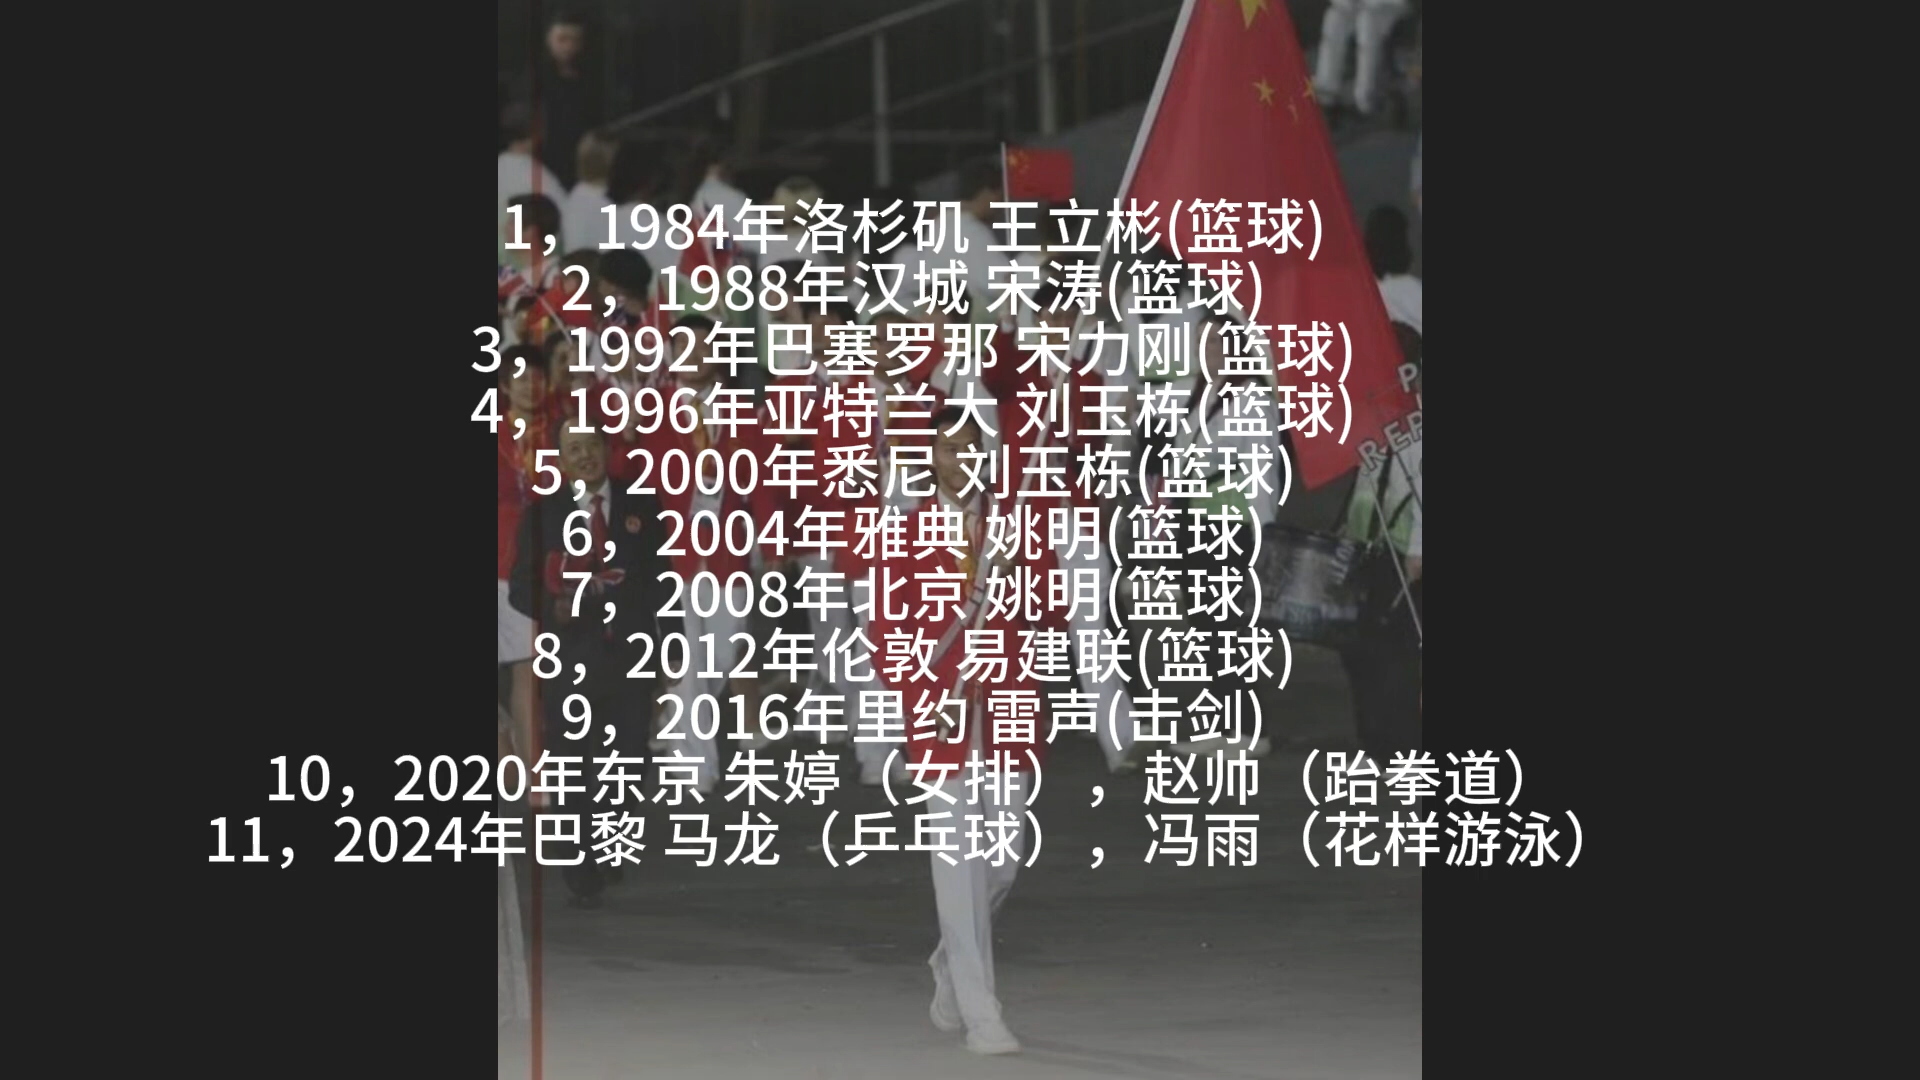 1，1984年洛杉矶 王立彬(篮球)
2，1988年汉城 宋涛(篮球)
3，1992年巴塞罗那 宋力刚(篮球)
4，1996年亚特兰大 刘玉栋(篮球)
5，2000年悉尼 刘玉栋(篮球)
6，2004年雅典 姚明(篮球)
7，2008年北京 姚明(篮球)
8，2012年伦敦 易建联(篮球)
9，2016年里约 雷声(击剑)
10，2020年东京 朱婷（女排），赵帅（跆拳道）
11，2024年巴黎 马龙（乒乓球），冯雨（花样游泳）